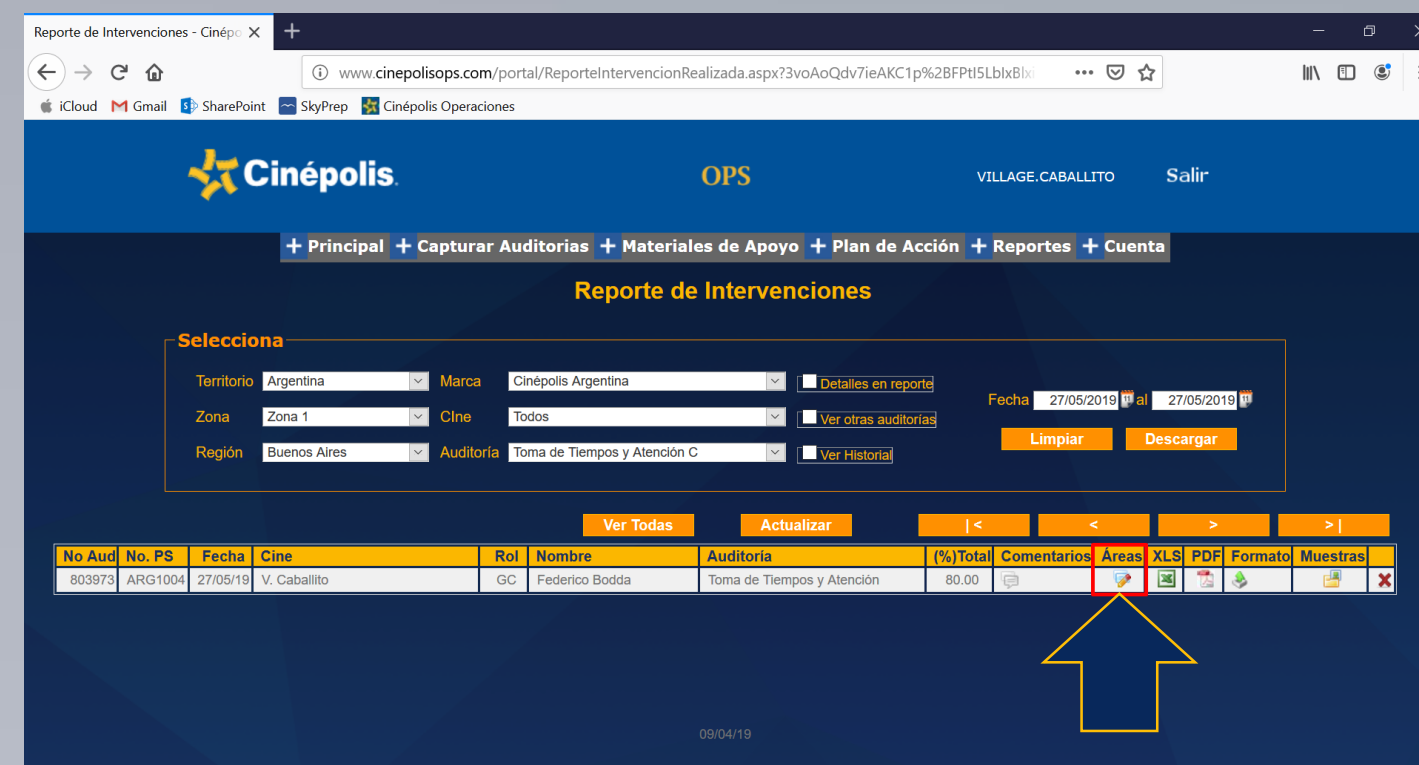 Reporte de Intervenciones - Cinépo
www.cinepolisops.com/portal/ReporteIntervencionRealizada.aspx?3voAoQdv7ieAKC1p%2BFPtI5LbIxBlxi
iCloud Gmail SharePoint SkyPrep Cinépolis Operaciones
Cinépolis. OPS VILLAGE.CABALLITO Salir
+ Principal + Capturar Auditorias + Materiales de Apoyo + Plan de Acción + Reportes + Cuenta
Reporte de Intervenciones
Selecciona
Territorio Argentina Marca Cinépolis Argentina Detalles en reporte
Fecha 27/05/2019 al 27/05/2019
Zona Zona 1 CIne Todos Ver otras auditorías
Limpiar Descargar
Región Buenos Aires Auditoría Toma de Tiempos y Atención C Ver Historial
Ver Todas Actualizar |< < > >|
No Aud No. PS Fecha Cine Rol Nombre Auditoría (%)Total Comentarios Áreas XLS PDF Formato Muestras
803973 ARG1004 27/05/19 V. Caballito GC Federico Bodda Toma de Tiempos y Atención 80.00
09/04/19